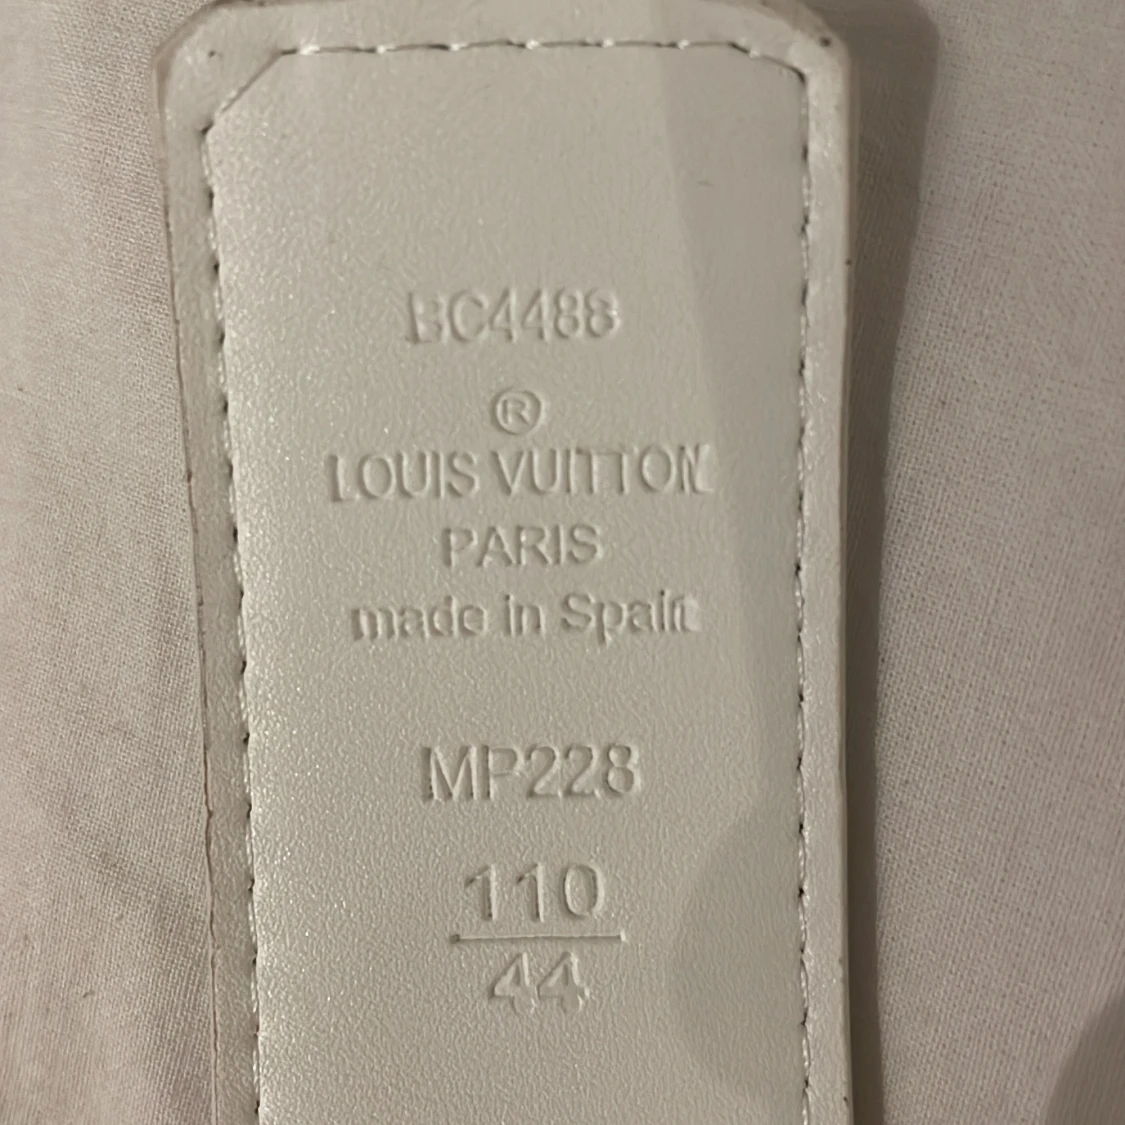 BC4488
®
LOUIS VUITTON
PARIS
made in Spain
MP228
110
44